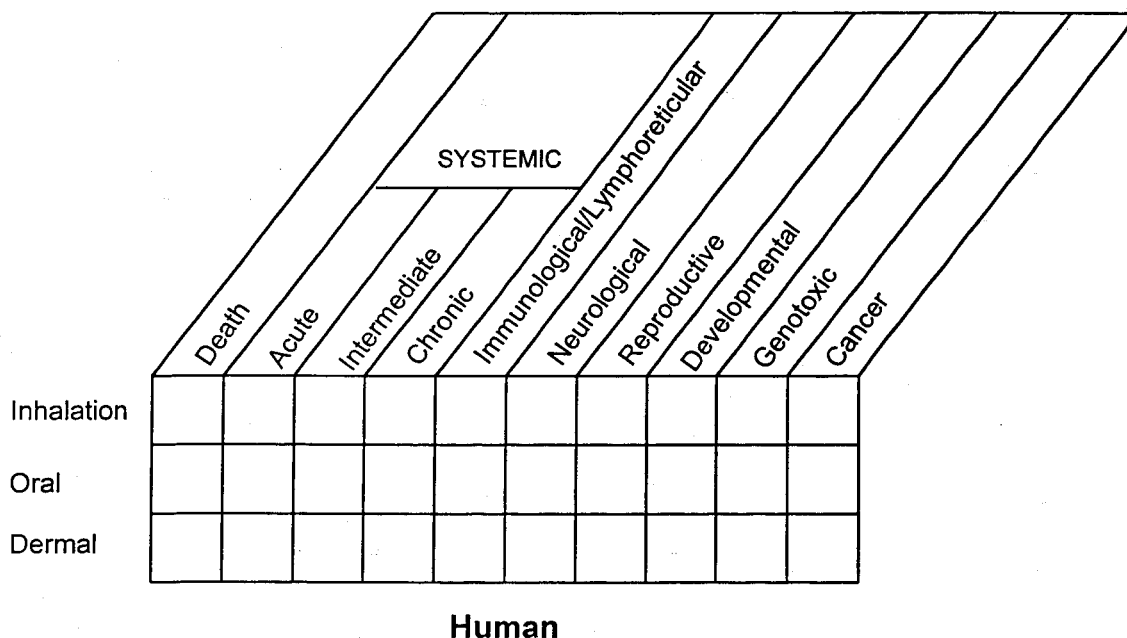 SYSTEMIC
Death
Acute
Intermediate
Chronic
Immunological/Lymphoreticular
Neurological
Reproductive
Developmental
Genotoxic
Cancer
Inhalation
Oral
Dermal
Human